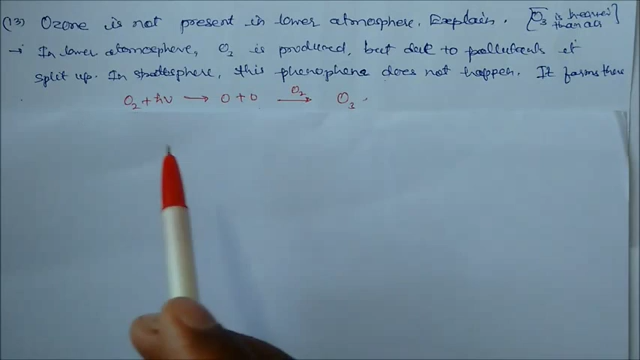 (13) Ozone is not present in lower atmosphere. Explain. [O3 is heavier than air]
→ In lower atomosphere, O2 is produced, but due to pollutants it
split up. In stratosphere, this phenophene does not happen. It forms there
O2 + hν → O + O —O2→ O3